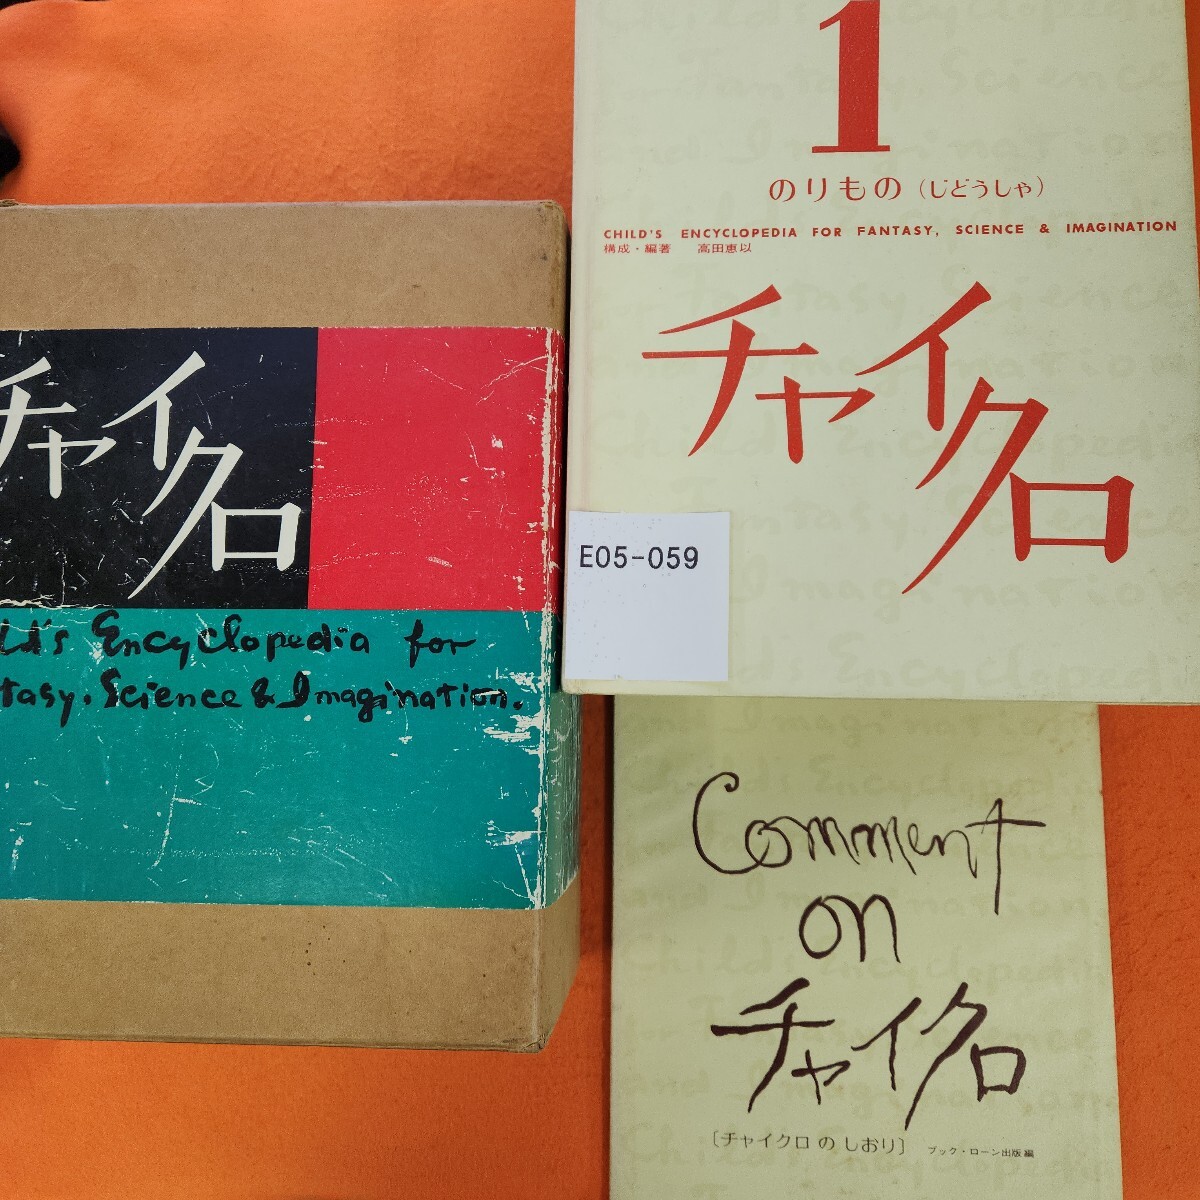 チャイクロ
ld's Encyclopedia for
tasy. Science & Imagination.
1
のりもの（じどうしゃ）
CHILD'S ENCYCLOPEDIA FOR FANTASY, SCIENCE & IMAGINATION
構成・編著 高田恵以
チャイクロ
E05-059
Comment
on
チャイクロ
〔チャイクロ の しおり〕 ブック・ローン出版編